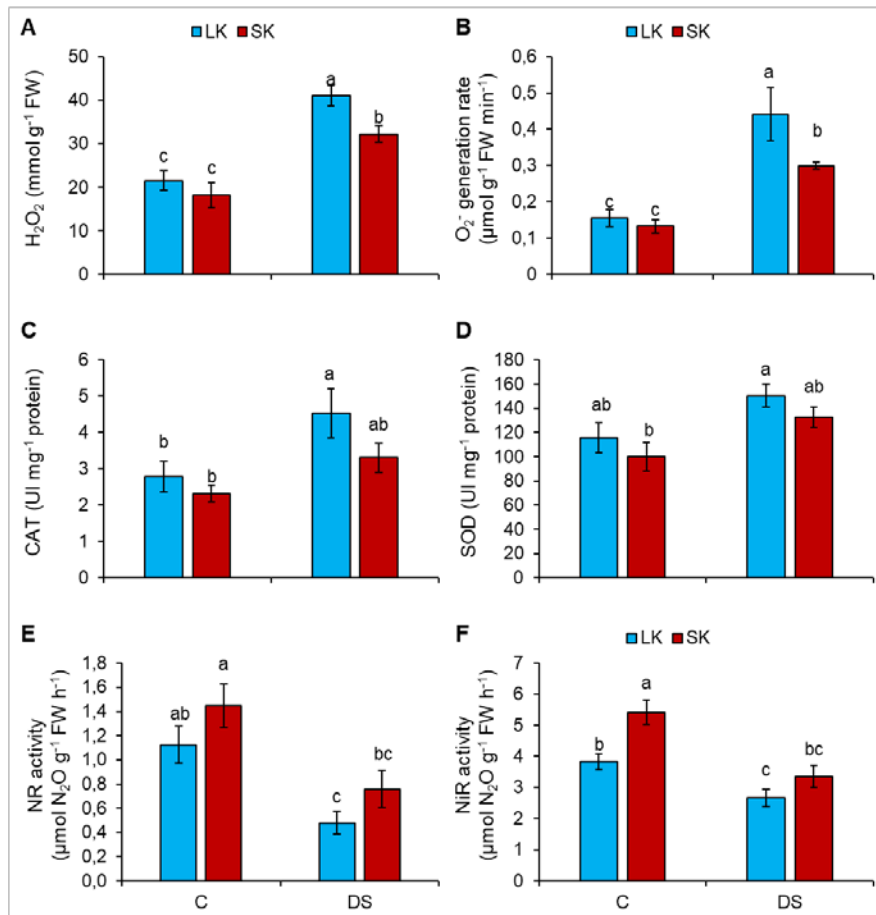 A
LK SK
H₂O₂ (mmol g⁻¹ FW)
50
40
30
20
10
0
c
c
a
b
B
LK SK
O₂⁻ generation rate
(µmol g⁻¹ FW min⁻¹)
0,6
0,5
0,4
0,3
0,2
0,1
0
c
c
a
b
C
CAT (UI mg⁻¹ protein)
6
5
4
3
2
1
0
b
b
a
ab
D
SOD (UI mg⁻¹ protein)
180
160
140
120
100
80
60
40
20
0
ab
b
a
ab
E
NR activity
(µmol N₂O g⁻¹ FW h⁻¹)
1,8
1,6
1,4
1,2
1,0
0,8
0,6
0,4
0,2
0,0
ab
a
c
bc
C DS
F
LK SK
NiR activity
(µmol N₂O g⁻¹ FW h⁻¹)
7
6
5
4
3
2
1
0
b
a
c
bc
C DS